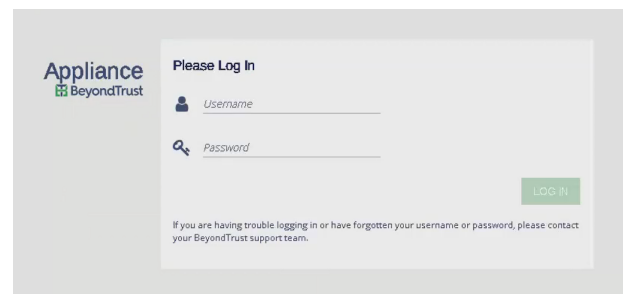 Appliance
BeyondTrust
Please Log In
Username
Password
LOG IN
If you are having trouble logging in or have forgotten your username or password, please contact
your BeyondTrust support team.